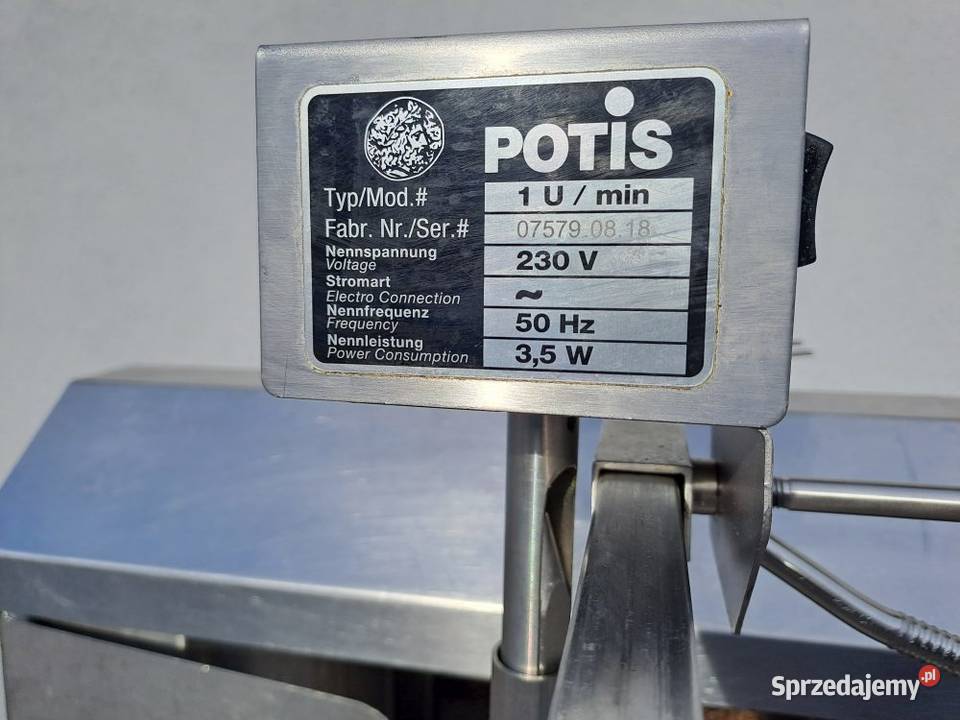 POTIS
Typ/Mod.# 1 U / min
Fabr. Nr./Ser.# 07579 08.18
Nennspannung
Voltage 230 V
Stromart
Electro Connection ~
Nennfrequenz
Frequency 50 Hz
Nennleistung
Power Consumption 3,5 W
Sprzedajemy.pl